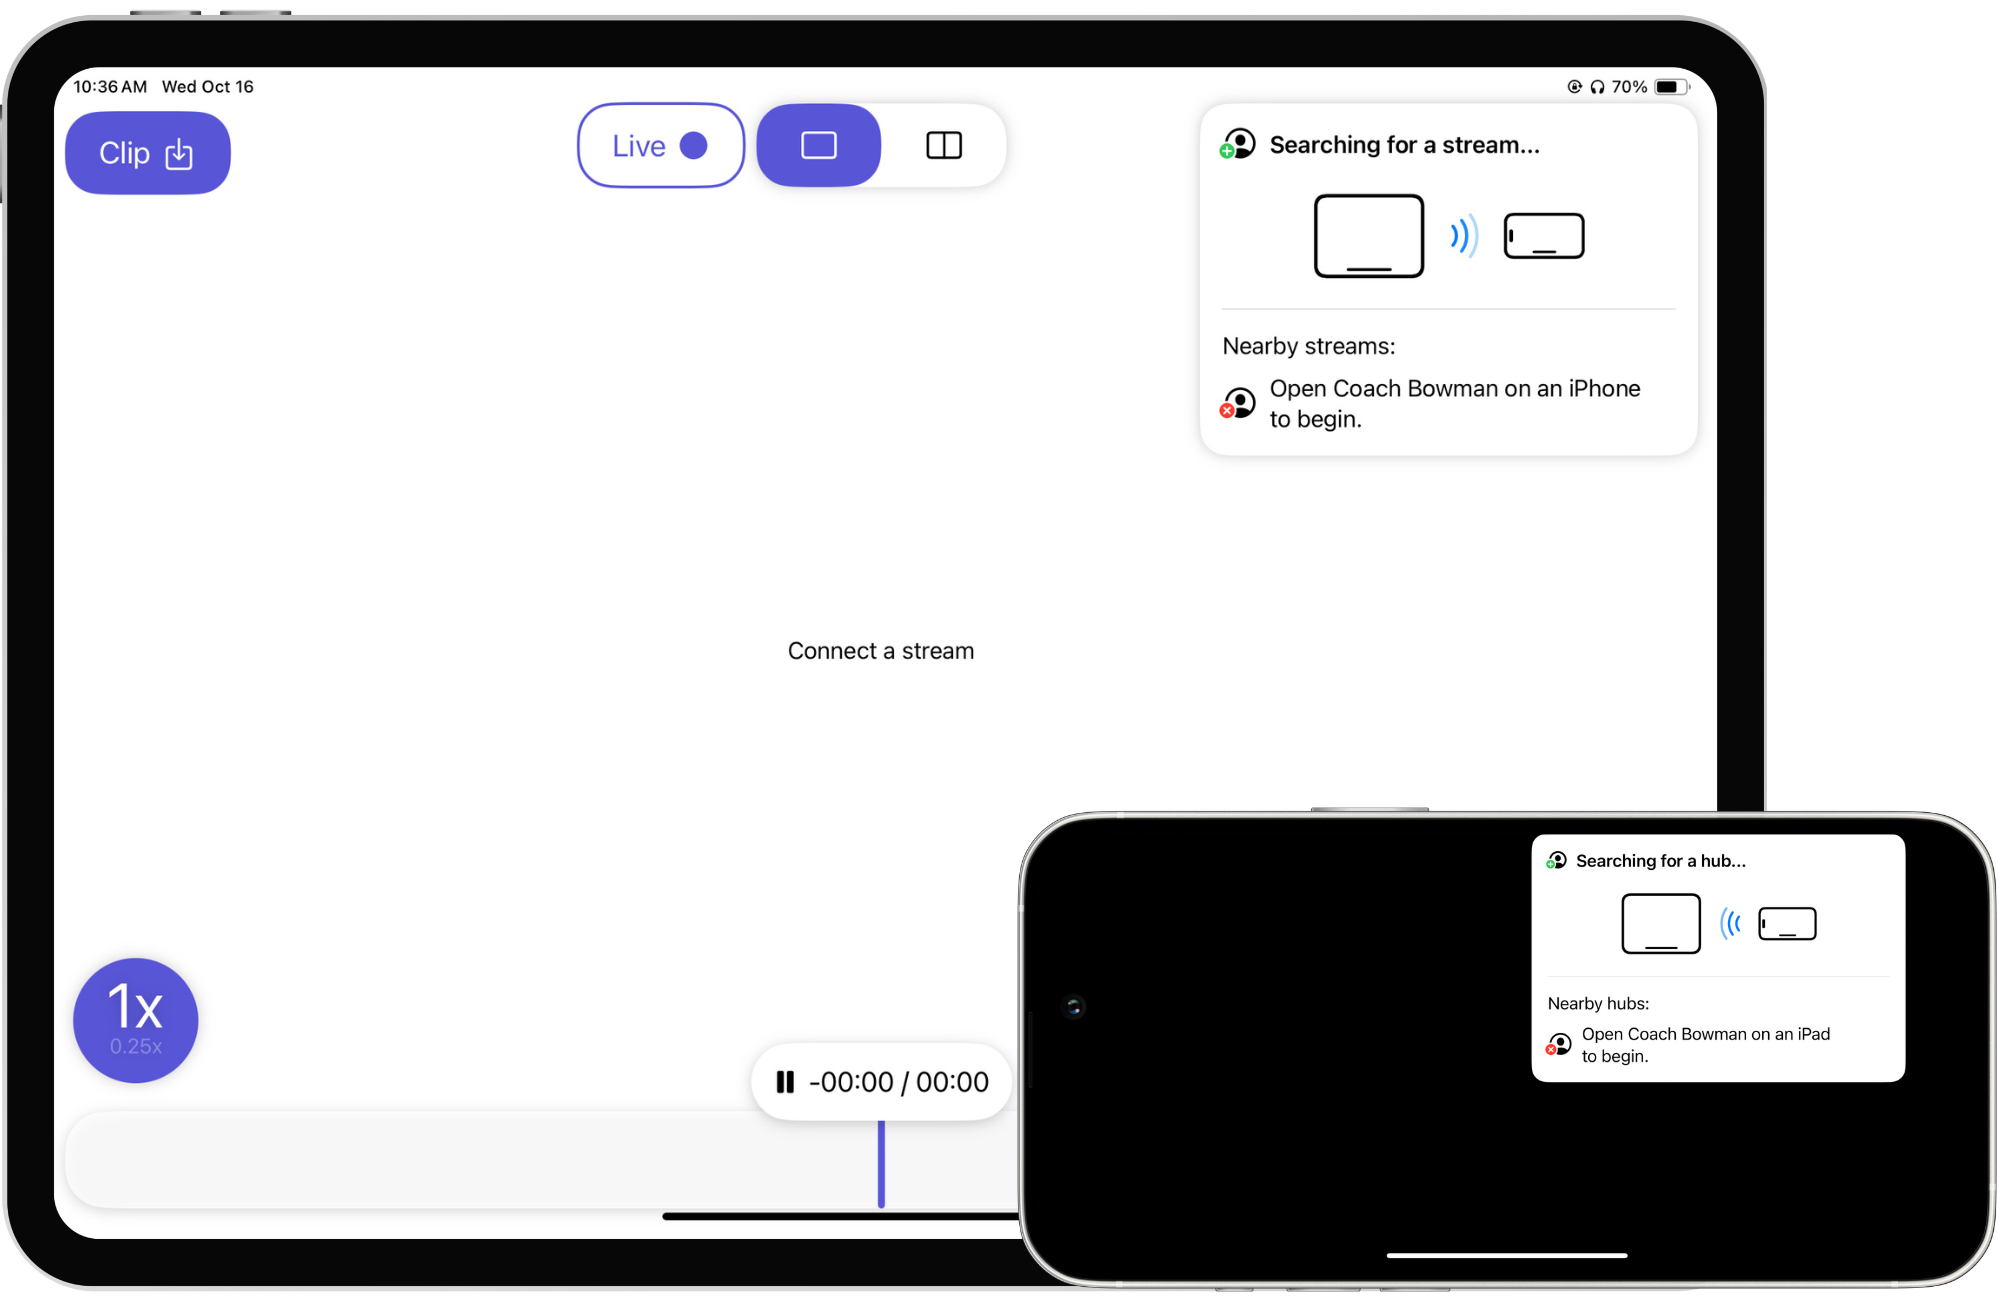 10:36 AM Wed Oct 16
70%
Clip
Live
Searching for a stream...
Nearby streams:
Open Coach Bowman on an iPhone
to begin.
Connect a stream
1x
0.25x
-00:00 / 00:00
Searching for a hub...
Nearby hubs:
Open Coach Bowman on an iPad
to begin.